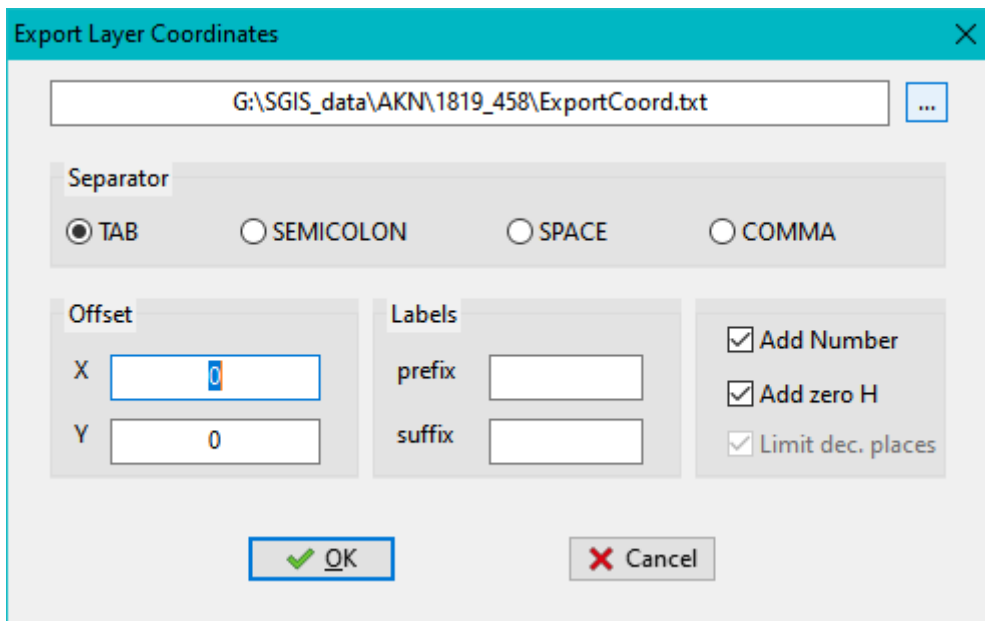 Export Layer Coordinates
G:\SGIS_data\AKN\1819_458\ExportCoord.txt
...
Separator
TAB SEMICOLON SPACE COMMA
Offset
X 0
Y 0
Labels
prefix
suffix
Add Number
Add zero H
Limit dec. places
OK Cancel